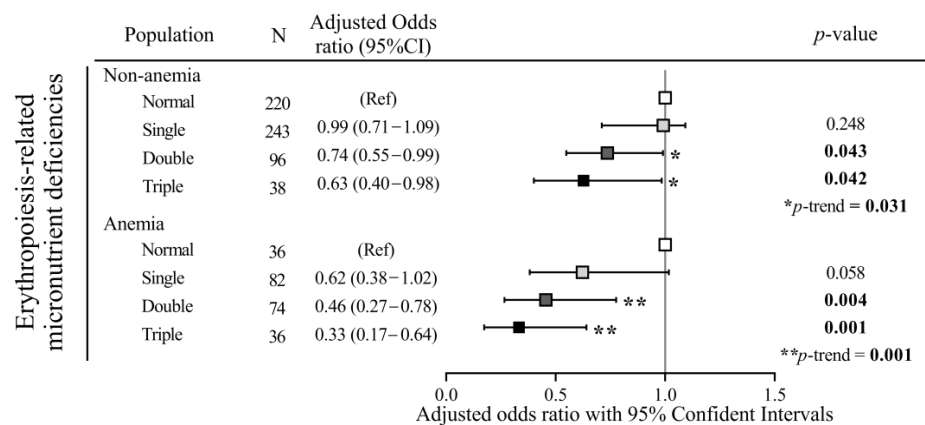 Population N Adjusted Odds ratio (95%CI) p-value
Erythropoiesis-related micronutrient deficiencies
Non-anemia
Normal 220 (Ref)
Single 243 0.99 (0.71−1.09) 0.248
Double 96 0.74 (0.55−0.99) * 0.043
Triple 38 0.63 (0.40−0.98) * 0.042
*p-trend = 0.031
Anemia
Normal 36 (Ref)
Single 82 0.62 (0.38−1.02) 0.058
Double 74 0.46 (0.27−0.78) ** 0.004
Triple 36 0.33 (0.17−0.64) ** 0.001
**p-trend = 0.001
0.0 0.5 1.0 1.5
Adjusted odds ratio with 95% Confident Intervals